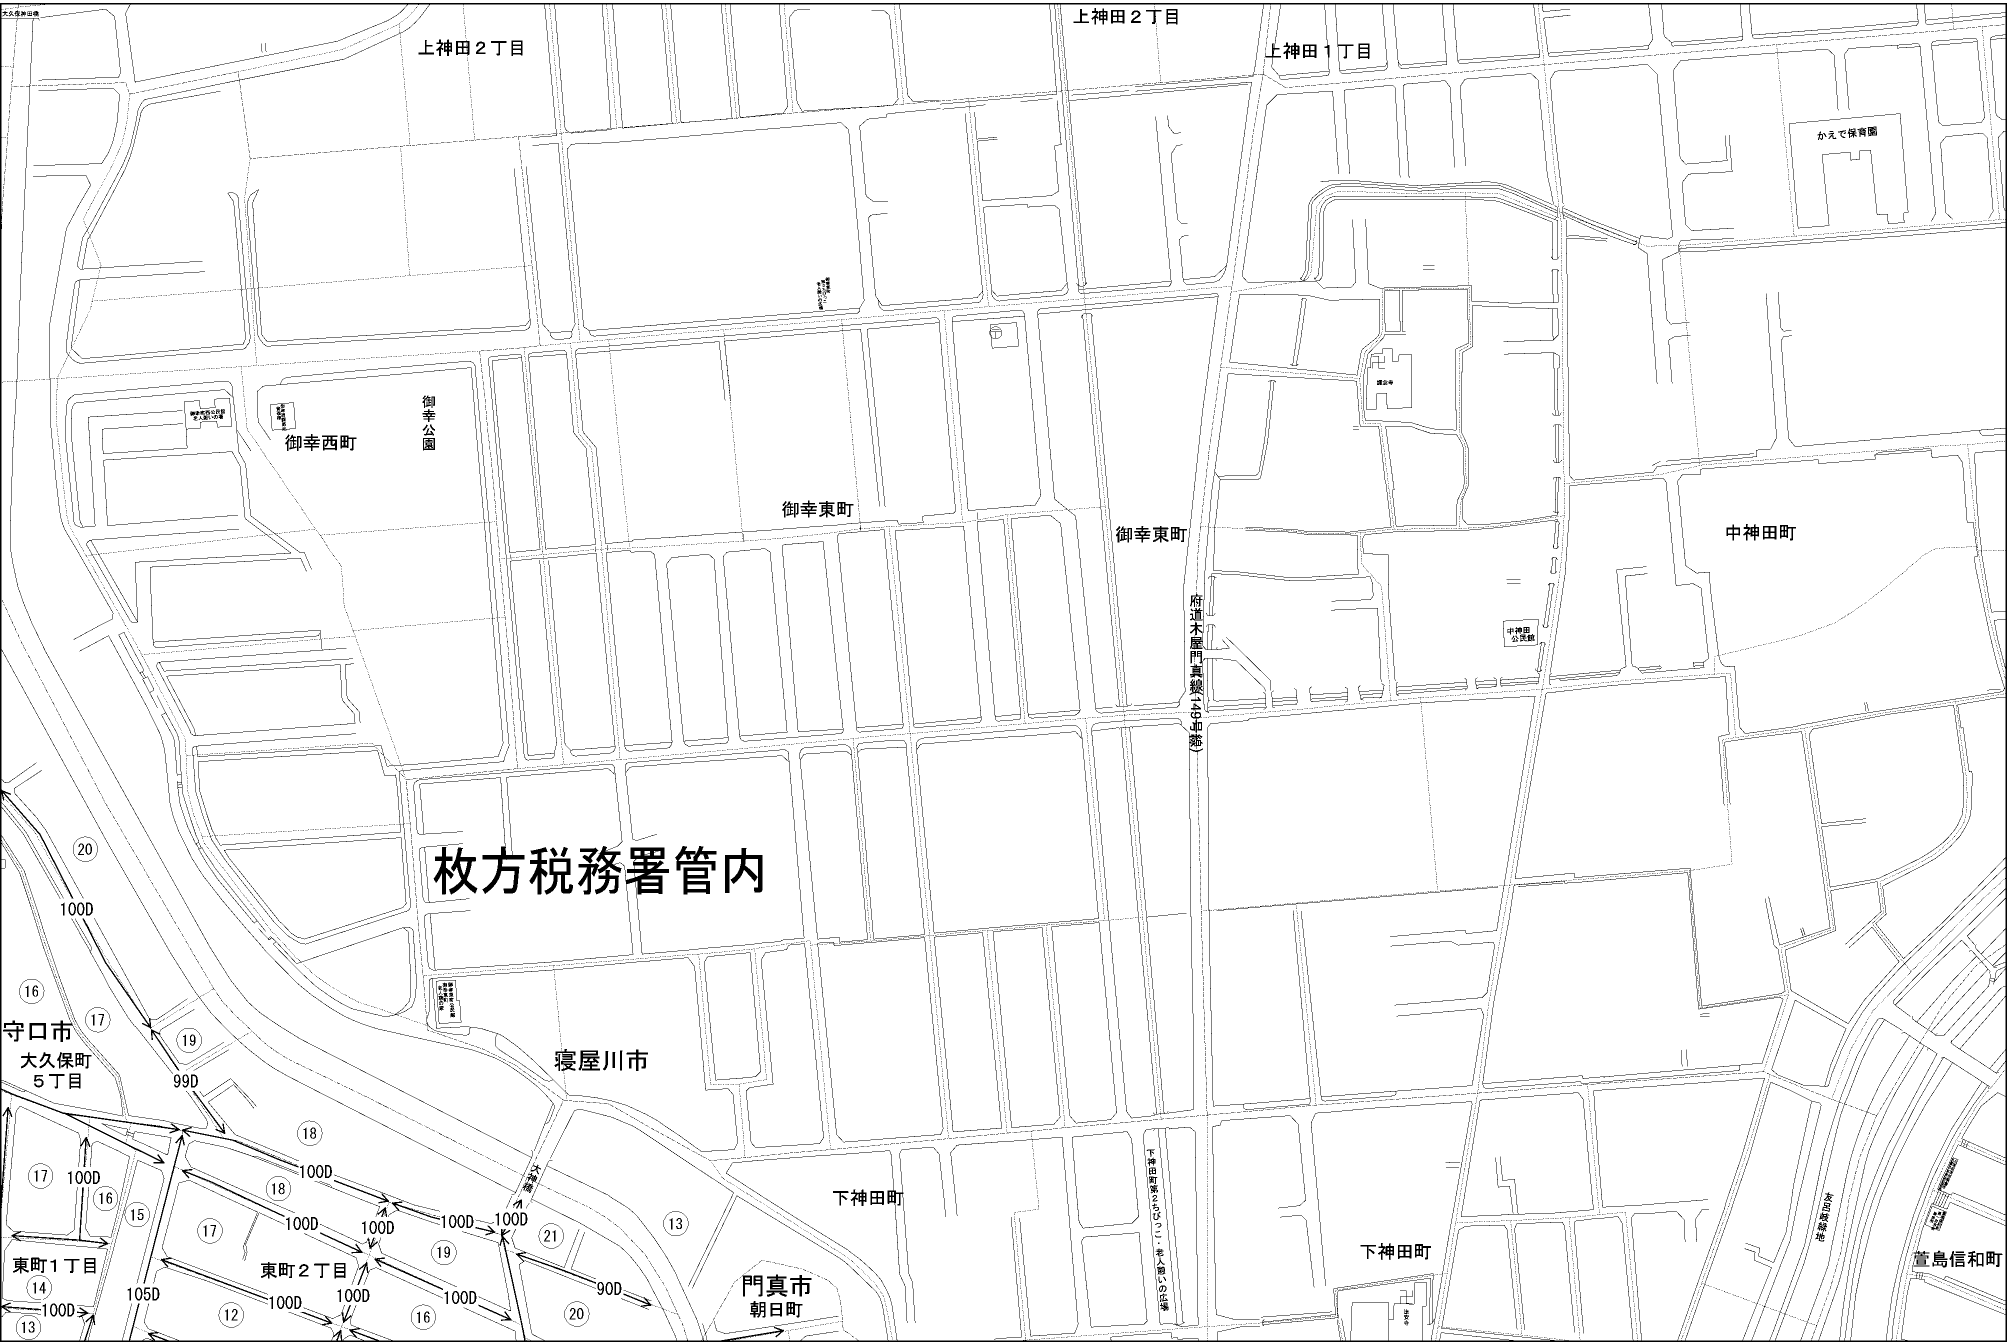 大久保神田橋
上神田２丁目
上神田２丁目
上神田１丁目
かえで保育園
御幸西町
御幸公園
御幸東町
御幸東町
中神田町
府道木屋門真線(149号線)
中神田
公民館
枚方税務署管内
20
100D
16
17
19
守口市
大久保町
５丁目
99D
寝屋川市
18
100D
17
100D
16
18
15
大神橋
17
100D
100D
100D
100D
19
21
13
下神田町
下神田町第２ちびっこ・老人憩いの広場
友呂岐緑地
下神田町
萱島信和町
東町１丁目
東町２丁目
14
105D
100D
13
12
100D
100D
100D
16
90D
20
門真市
朝日町